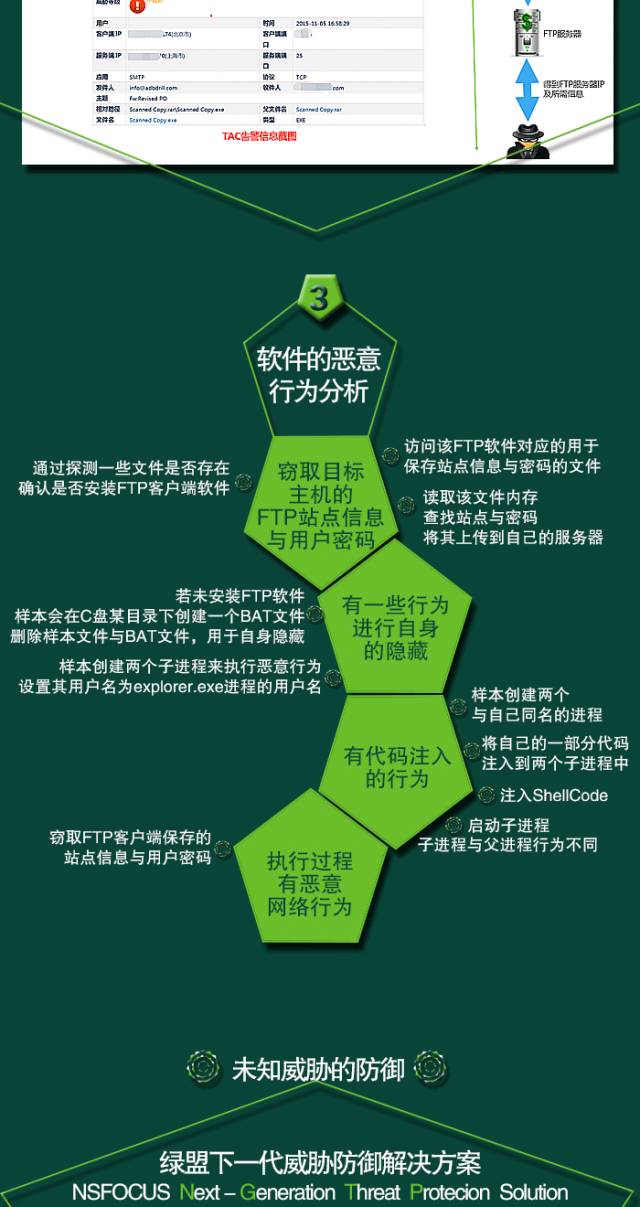 用户
时间
2015-11-05 16:58:29
客户端IP
客户端端
口
服务端IP
服务端端
25
口
应用
SMTP
协议
TCP
发件人
info@adbdrill.com
收件人
主题
Fw:Revised PO
相对路径
Scanned Copy.rar\Scanned Copy.exe
父文件名
Scanned Copy.rar
文件名
Scanned Copy.exe
类型
EXE
TAC告警信息截图
FTP服务器
得到FTP服务器IP
及所需信息
3
软件的恶意
行为分析
窃取目标
主机的
FTP站点信息
与用户密码
通过探测一些文件是否存在
确认是否安装FTP客户端软件
访问该FTP软件对应的用于
保存站点信息与密码的文件
读取该文件内存
查找站点与密码
将其上传到自己的服务器
有一些行为
进行自身
的隐藏
若未安装FTP软件
样本会在C盘某目录下创建一个BAT文件
删除样本文件与BAT文件，用于自身隐藏
样本创建两个子进程来执行恶意行为
设置其用户名为explorer.exe进程的用户名
有代码注入
的行为
样本创建两个
与自己同名的进程
将自己的一部分代码
注入到两个子进程中
注入ShellCode
启动子进程
子进程与父进程行为不同
执行过程
有恶意
网络行为
窃取FTP客户端保存的
站点信息与用户密码
未知威胁的防御
绿盟下一代威胁防御解决方案
NSFOCUS Next – Generation Threat Protecion Solution